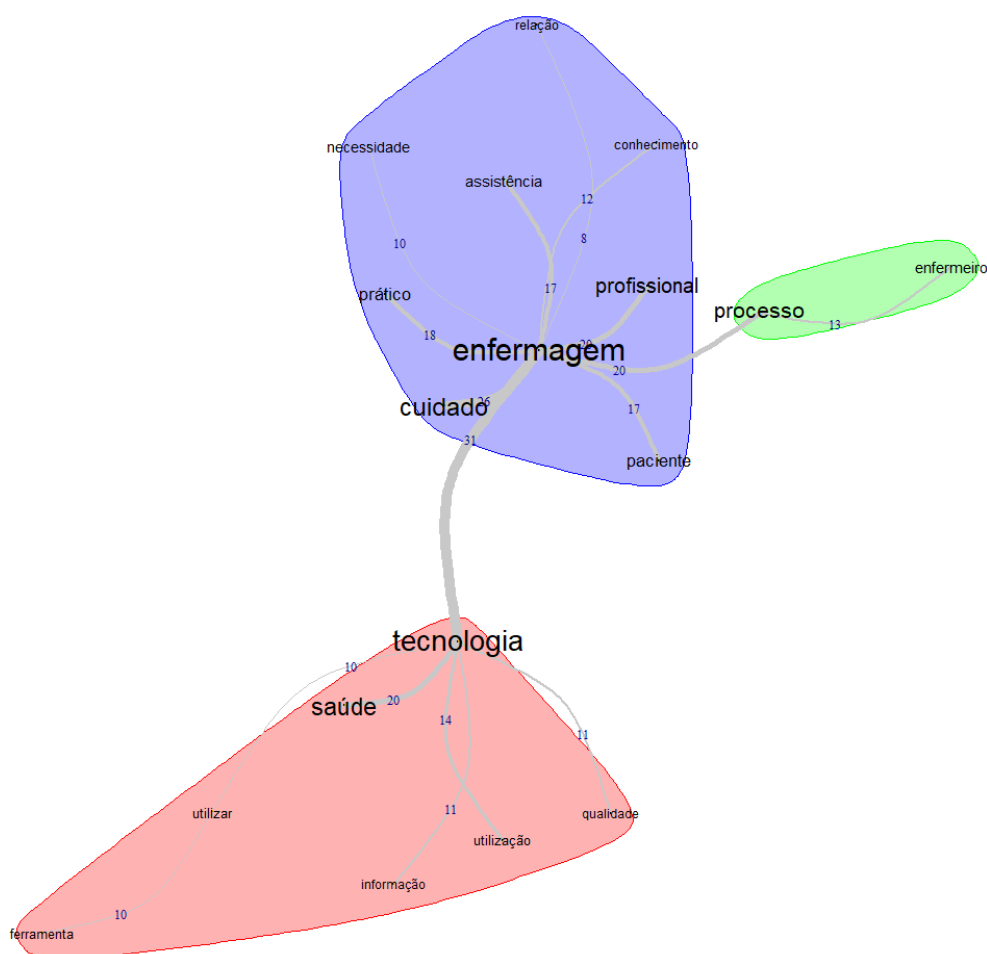 relação
necessidade
conhecimento
assistência
12
10
8
enfermeiro
profissional
17
prático
processo
13
18
20
enfermagem
20
cuidado
26
17
31
paciente
tecnologia
10
saúde
20
14
11
utilizar
11
qualidade
utilização
informação
10
ferramenta